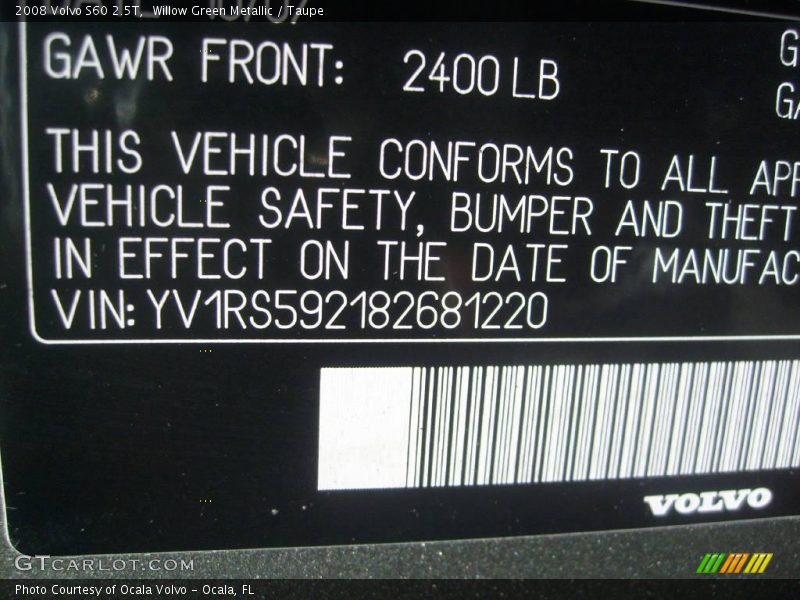 2008 Volvo S60 2.5T, Willow Green Metallic / Taupe
GAWR FRONT: 2400 LB
THIS VEHICLE CONFORMS TO ALL
VEHICLE SAFETY, BUMPER AND THEFT
IN EFFECT ON THE DATE OF
VIN: YV1RS592182681220
VOLVO
GTCARLOT.COM
Photo Courtesy of Ocala Volvo - Ocala, FL